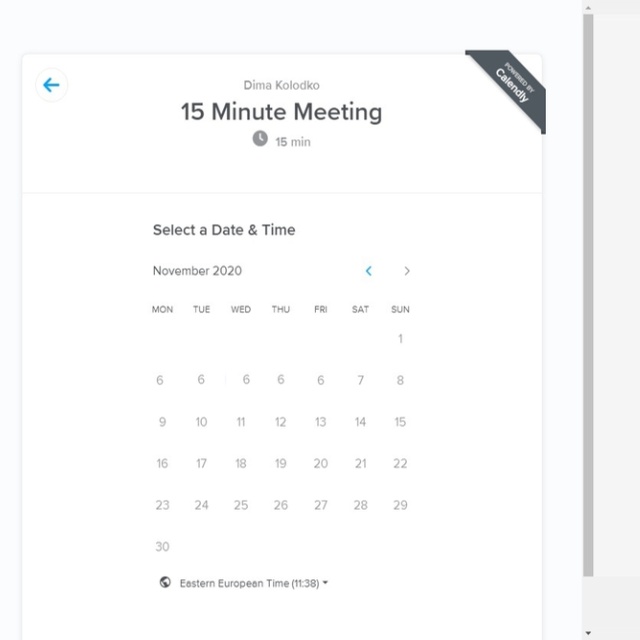 Dima Kolodko
POWERED BY
Calendly
15 Minute Meeting
15 min
Select a Date & Time
November 2020
MON TUE WED THU FRI SAT SUN
1
6 6 6 6 6 7 8
9 10 11 12 13 14 15
16 17 18 19 20 21 22
23 24 25 26 27 28 29
30
Eastern European Time (11:38)